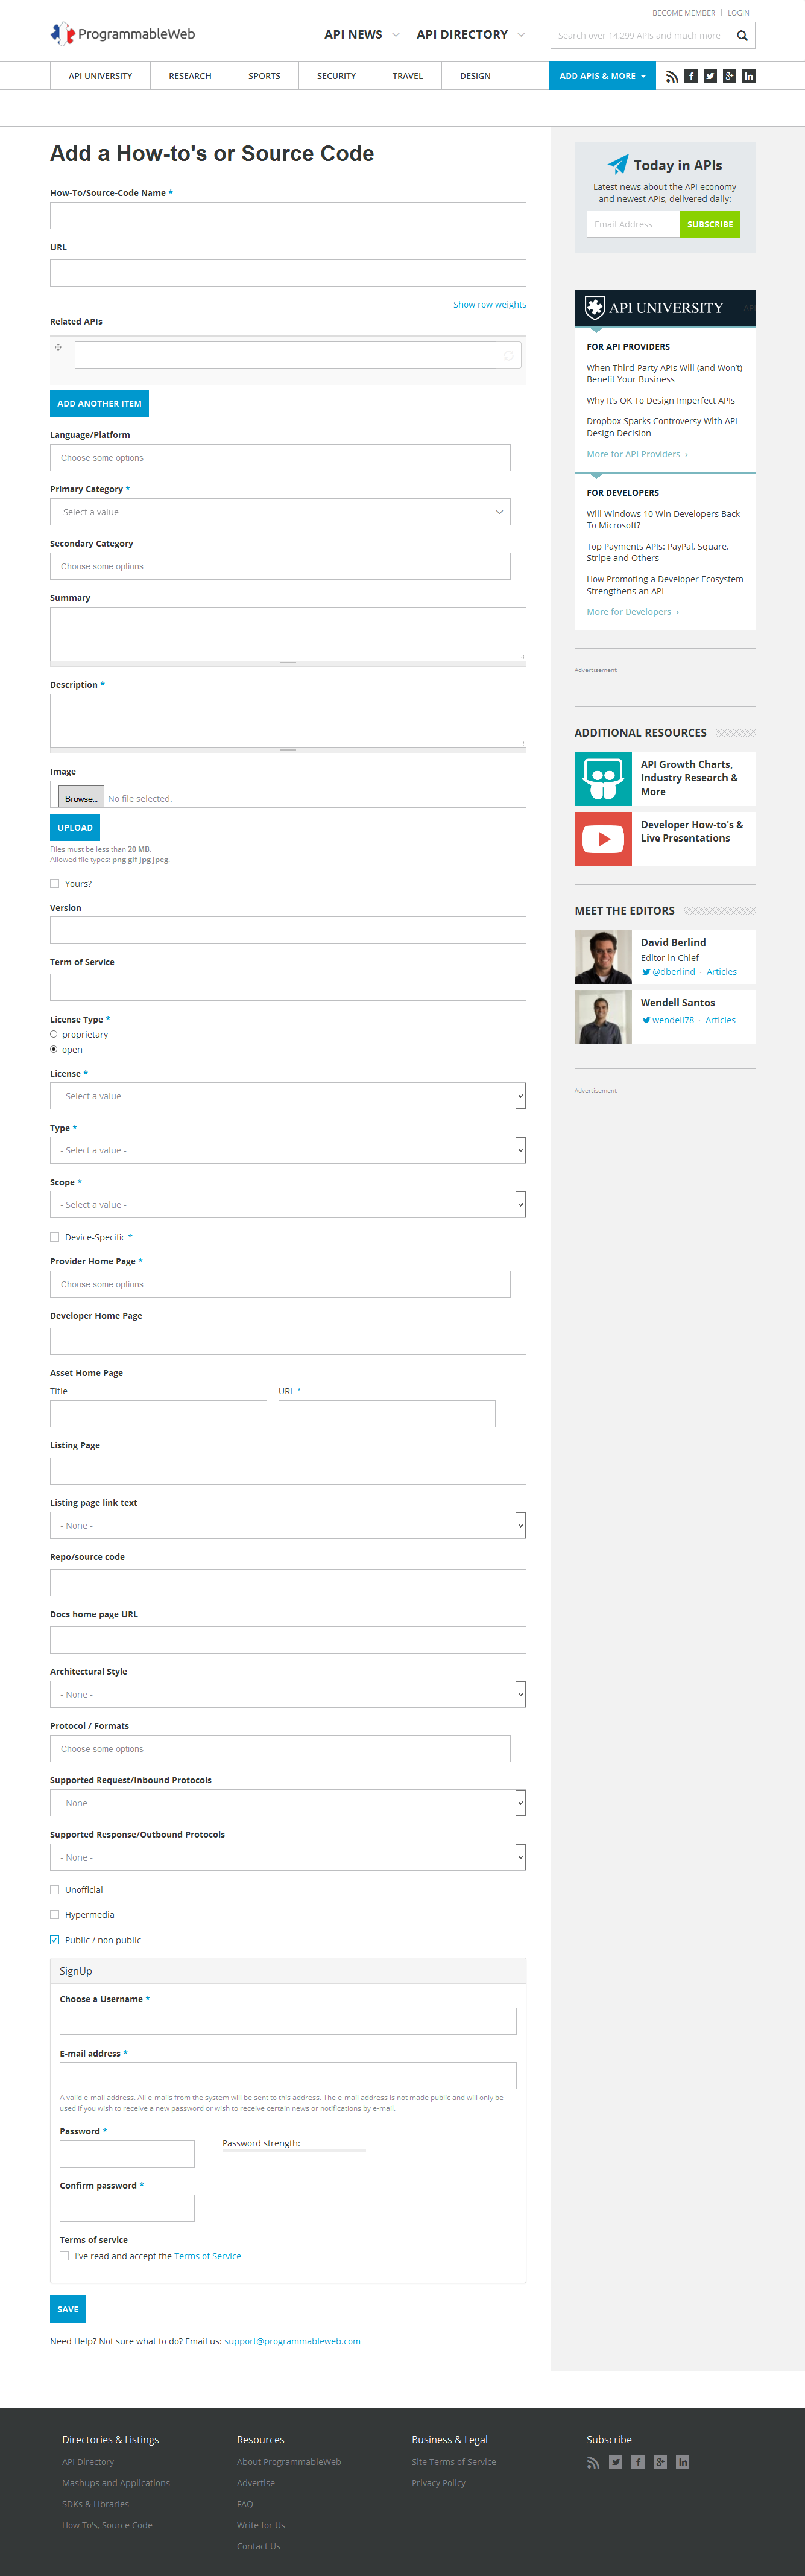 BECOME MEMBER
LOGIN
ProgrammableWeb
API NEWS
API DIRECTORY
Search over 14,299 APIs and much more
API UNIVERSITY
RESEARCH
SPORTS
SECURITY
TRAVEL
DESIGN
ADD APIS & MORE
Add a How-to's or Source Code
How-To/Source-Code Name *
URL
Show row weights
Related APIs
ADD ANOTHER ITEM
Language/Platform
Choose some options
Primary Category *
- Select a value -
Secondary Category
Choose some options
Summary
Description *
Image
Browse... No file selected.
UPLOAD
Files must be less than 20 MB.
Allowed file types: png gif jpg jpeg.
Yours?
Version
Term of Service
License Type *
proprietary
open
License *
- Select a value -
Type *
- Select a value -
Scope *
- Select a value -
Device-Specific *
Provider Home Page *
Choose some options
Developer Home Page
Asset Home Page
Title
URL *
Listing Page
Listing page link text
- None -
Repo/source code
Docs home page URL
Architectural Style
- None -
Protocol / Formats
Choose some options
Supported Request/Inbound Protocols
- None -
Supported Response/Outbound Protocols
- None -
Unofficial
Hypermedia
Public / non public
SignUp
Choose a Username *
E-mail address *
A valid e-mail address. All e-mails from the system will be sent to this address. The e-mail address is not made public and will only be
used if you wish to receive a new password or wish to receive certain news or notifications by e-mail.
Password *
Password strength:
Confirm password *
Terms of service
I've read and accept the Terms of Service
SAVE
Need Help? Not sure what to do? Email us: support@programmableweb.com
Today in APIs
Latest news about the API economy
and newest APIs, delivered daily:
Email Address
SUBSCRIBE
API UNIVERSITY
FOR API PROVIDERS
When Third-Party APIs Will (and Won't)
Benefit Your Business
Why It's OK To Design Imperfect APIs
Dropbox Sparks Controversy With API
Design Decision
More for API Providers ›
FOR DEVELOPERS
Will Windows 10 Win Developers Back
To Microsoft?
Top Payments APIs: PayPal, Square,
Stripe and Others
How Promoting a Developer Ecosystem
Strengthens an API
More for Developers ›
Advertisement
ADDITIONAL RESOURCES
API Growth Charts,
Industry Research &
More
Developer How-to's &
Live Presentations
MEET THE EDITORS
David Berlind
Editor in Chief
@dberlind · Articles
Wendell Santos
wendell78 · Articles
Advertisement
Directories & Listings
API Directory
Mashups and Applications
SDKs & Libraries
How To's, Source Code
Resources
About ProgrammableWeb
Advertise
FAQ
Write for Us
Contact Us
Business & Legal
Site Terms of Service
Privacy Policy
Subscribe